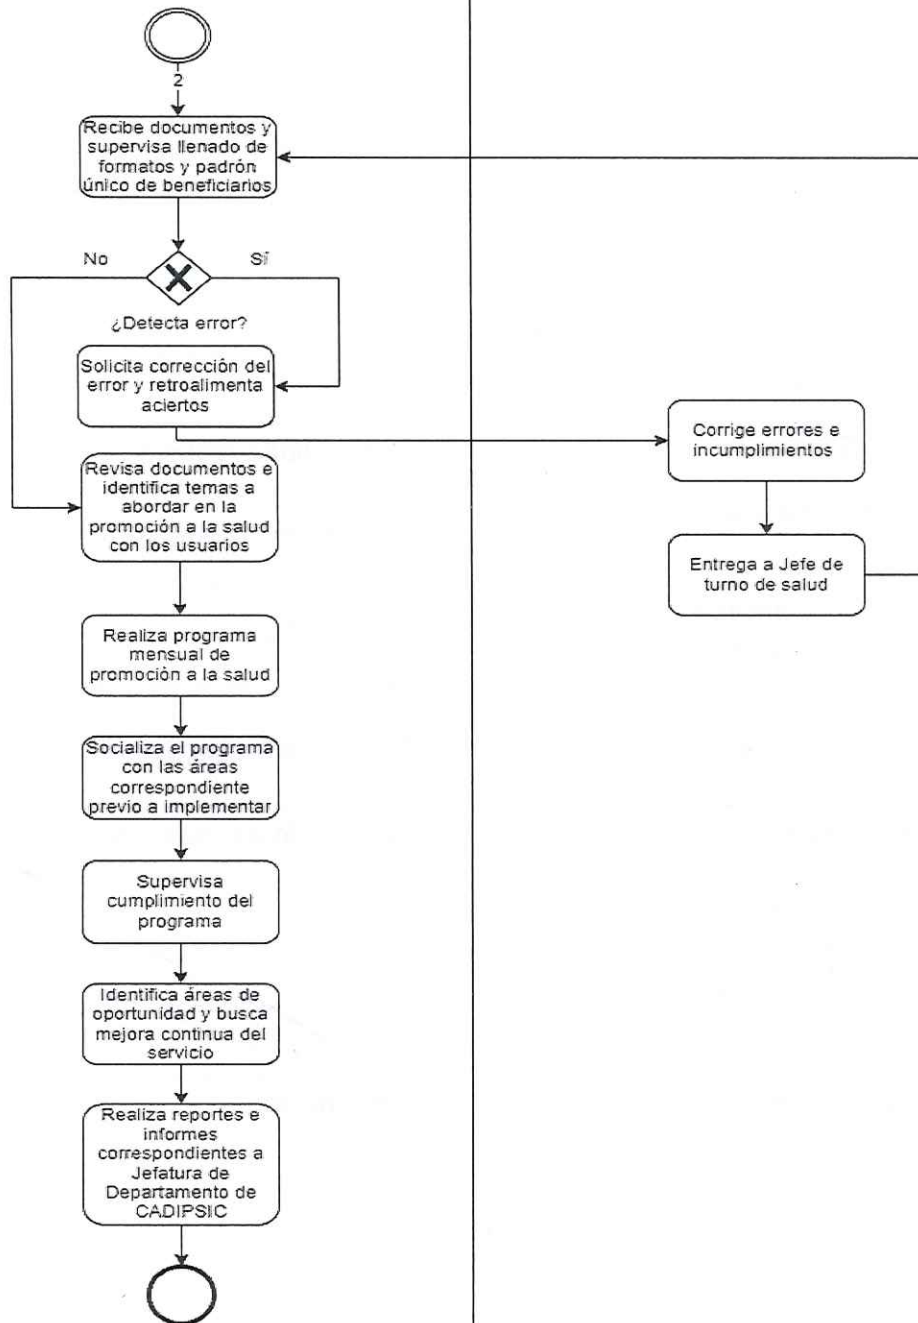 2
Recibe documentos y
supervisa llenado de
formatos y padrón
único de beneficiarios
No
Sí
¿Detecta error?
Solicita corrección del
error y retroalimenta
aciertos
Corrige errores e
incumplimientos
Revisa documentos e
identifica temas a
abordar en la
promoción a la salud
con los usuarios
Entrega a Jefe de
turno de salud
Realiza programa
mensual de
promoción a la salud
Socializa el programa
con las áreas
correspondiente
previo a implementar
Supervisa
cumplimiento del
programa
Identifica áreas de
oportunidad y busca
mejora continua del
servicio
Realiza reportes e
informes
correspondientes a
Jefatura de
Departamento de
CADIPSIC